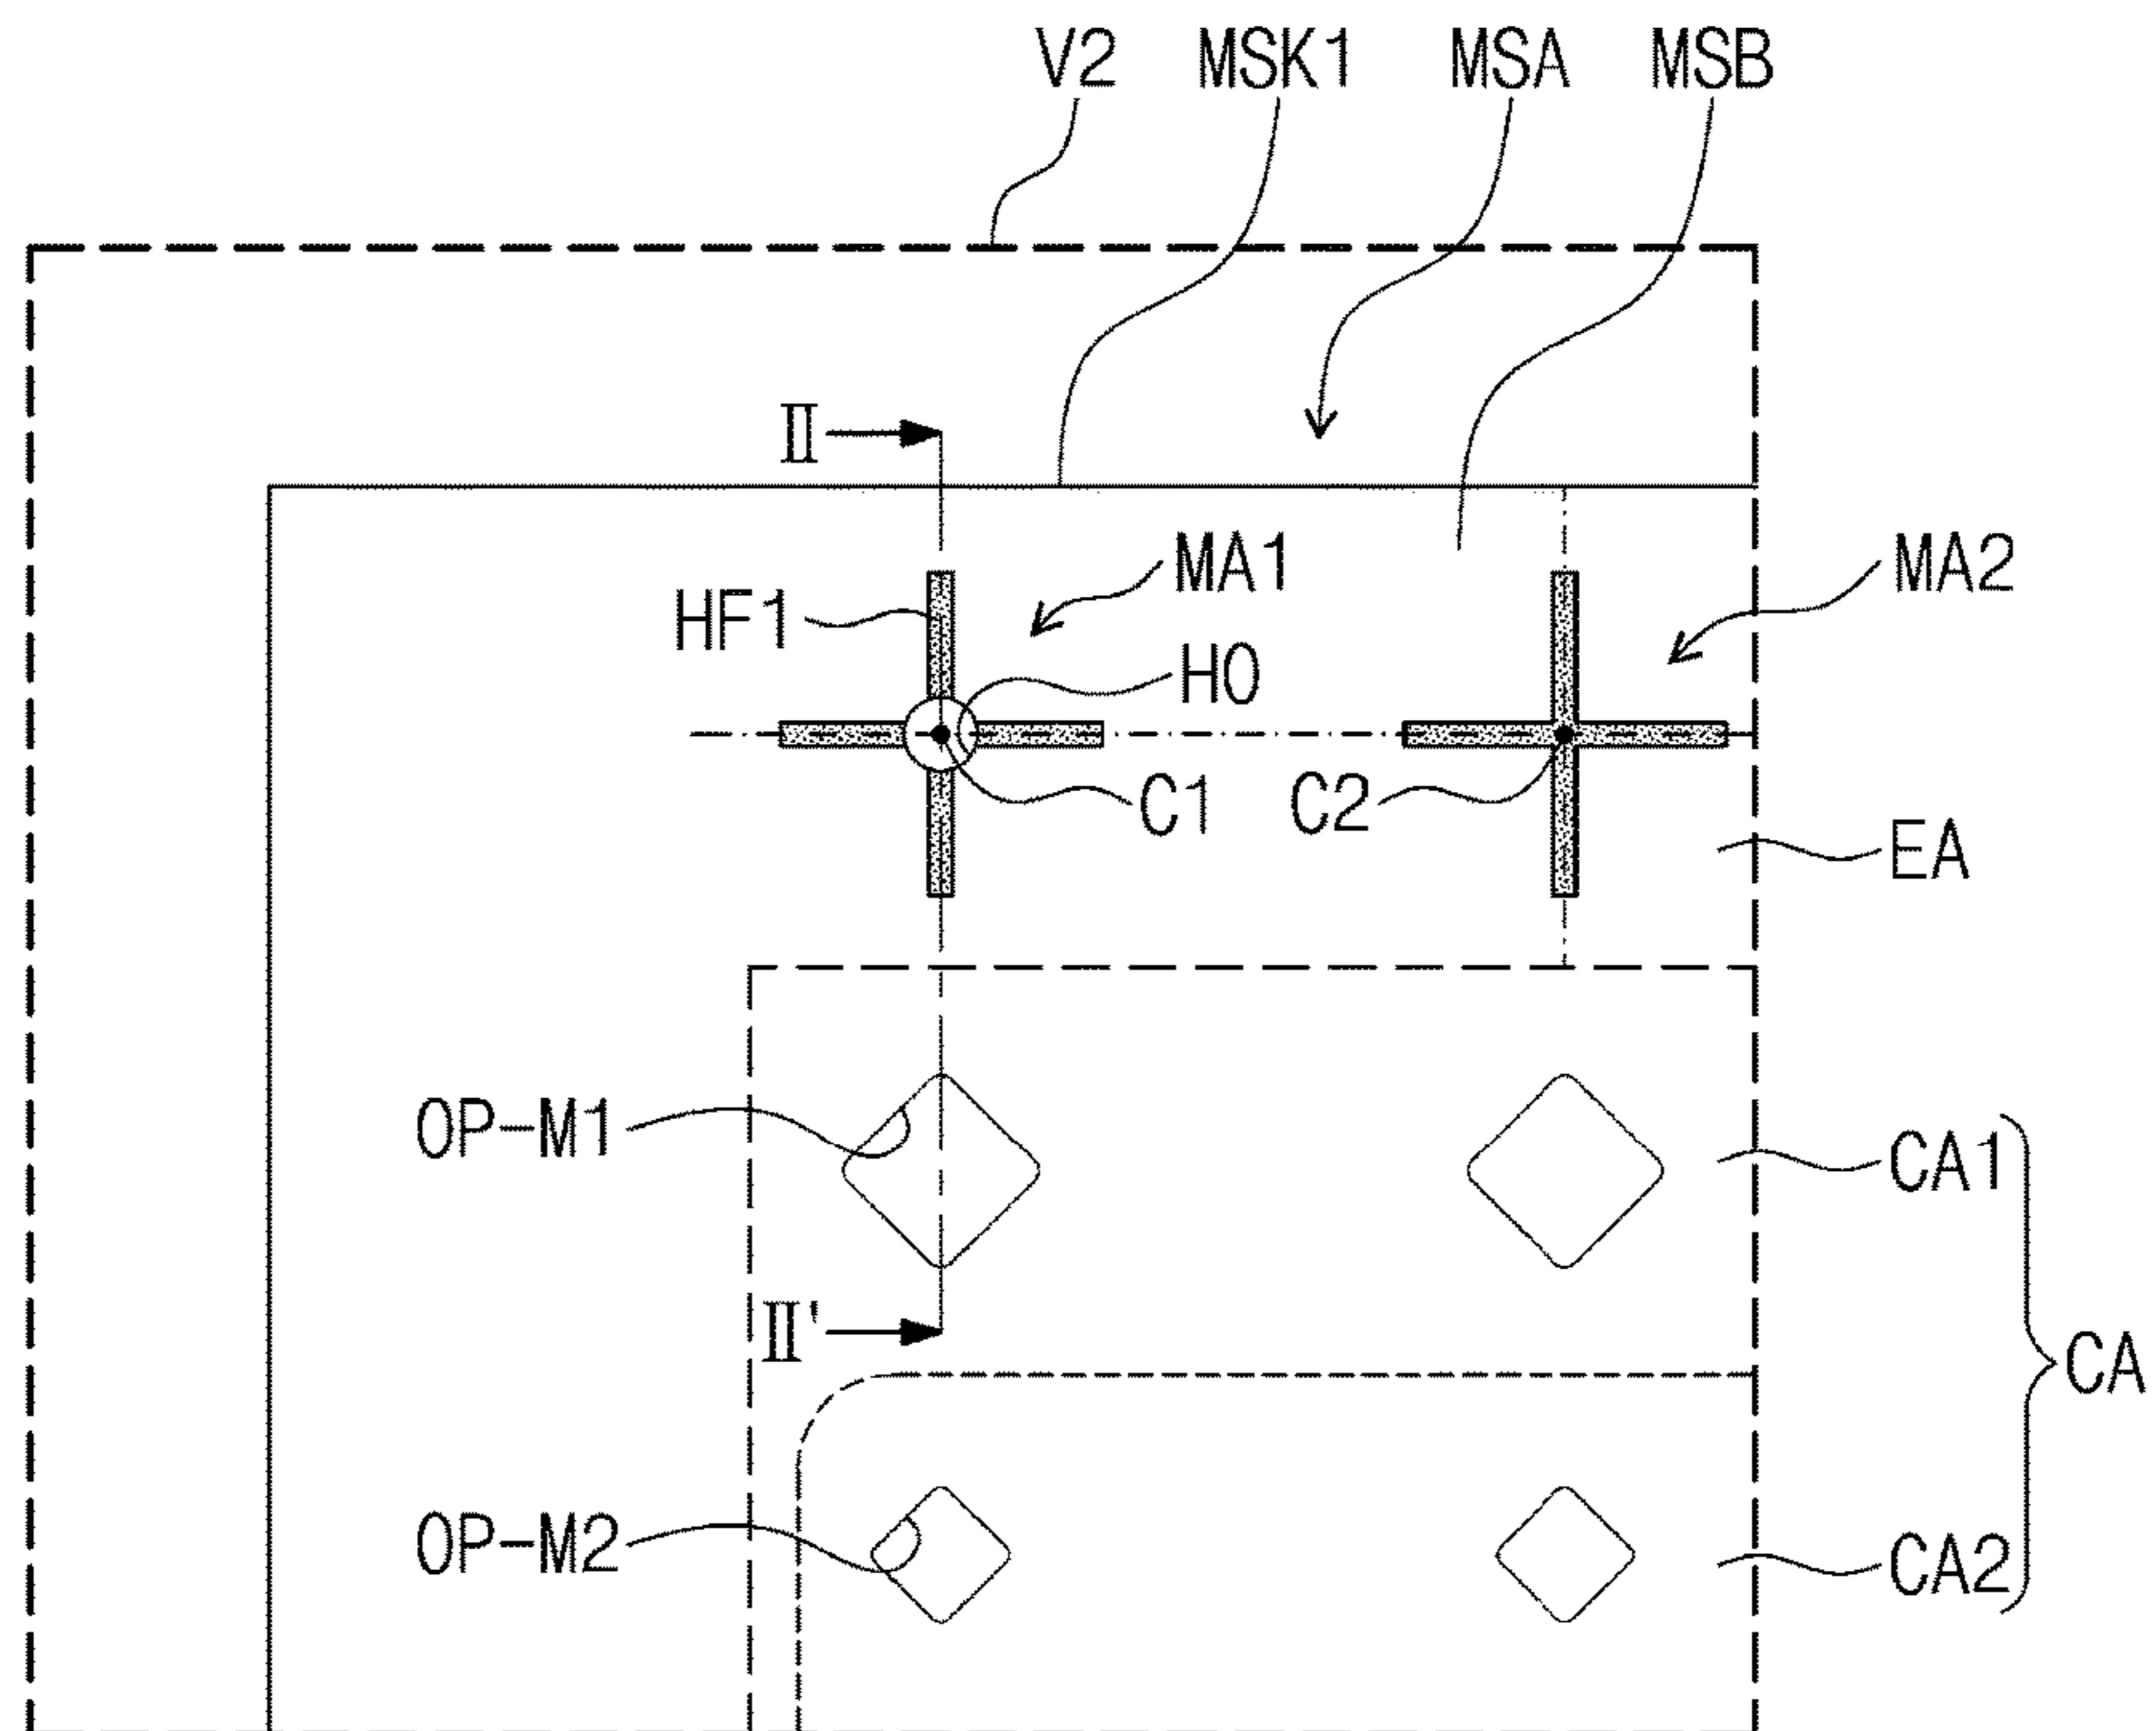 V2 MSK1 MSA MSB
II
MA1 MA2
HF1
HO
C1 C2
EA
OP-M1
CA1
II'
CA
OP-M2
CA2